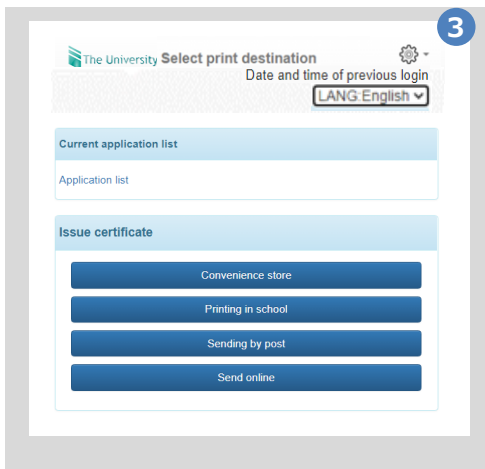 3
The University Select print destination
Date and time of previous login
LANG:English
Current application list
Application list
Issue certificate
Convenience store
Printing in school
Sending by post
Send online